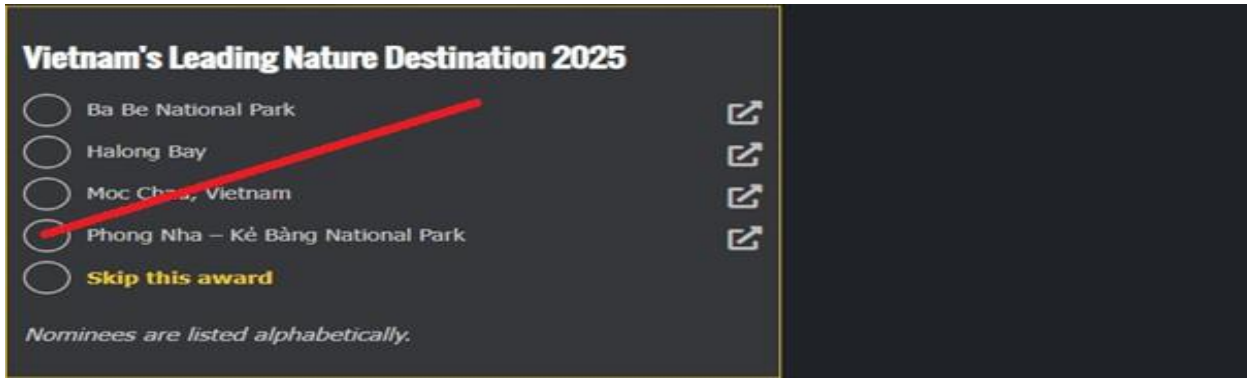 Vietnam's Leading Nature Destination 2025
Ba Be National Park
Halong Bay
Moc Chau, Vietnam
Phong Nha – Kẻ Bàng National Park
Skip this award
Nominees are listed alphabetically.